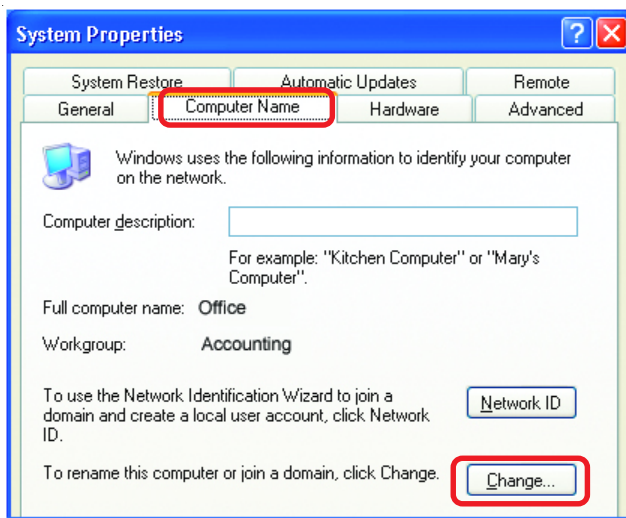 System Properties
System Restore
Automatic Updates
Remote
General
Computer Name
Hardware
Advanced
Windows uses the following information to identify your computer
on the network.
Computer description:
For example: "Kitchen Computer" or "Mary's
Computer".
Full computer name: Office
Workgroup: Accounting
To use the Network Identification Wizard to join a
domain and create a local user account, click Network
ID.
Network ID
To rename this computer or join a domain, click Change.
Change...